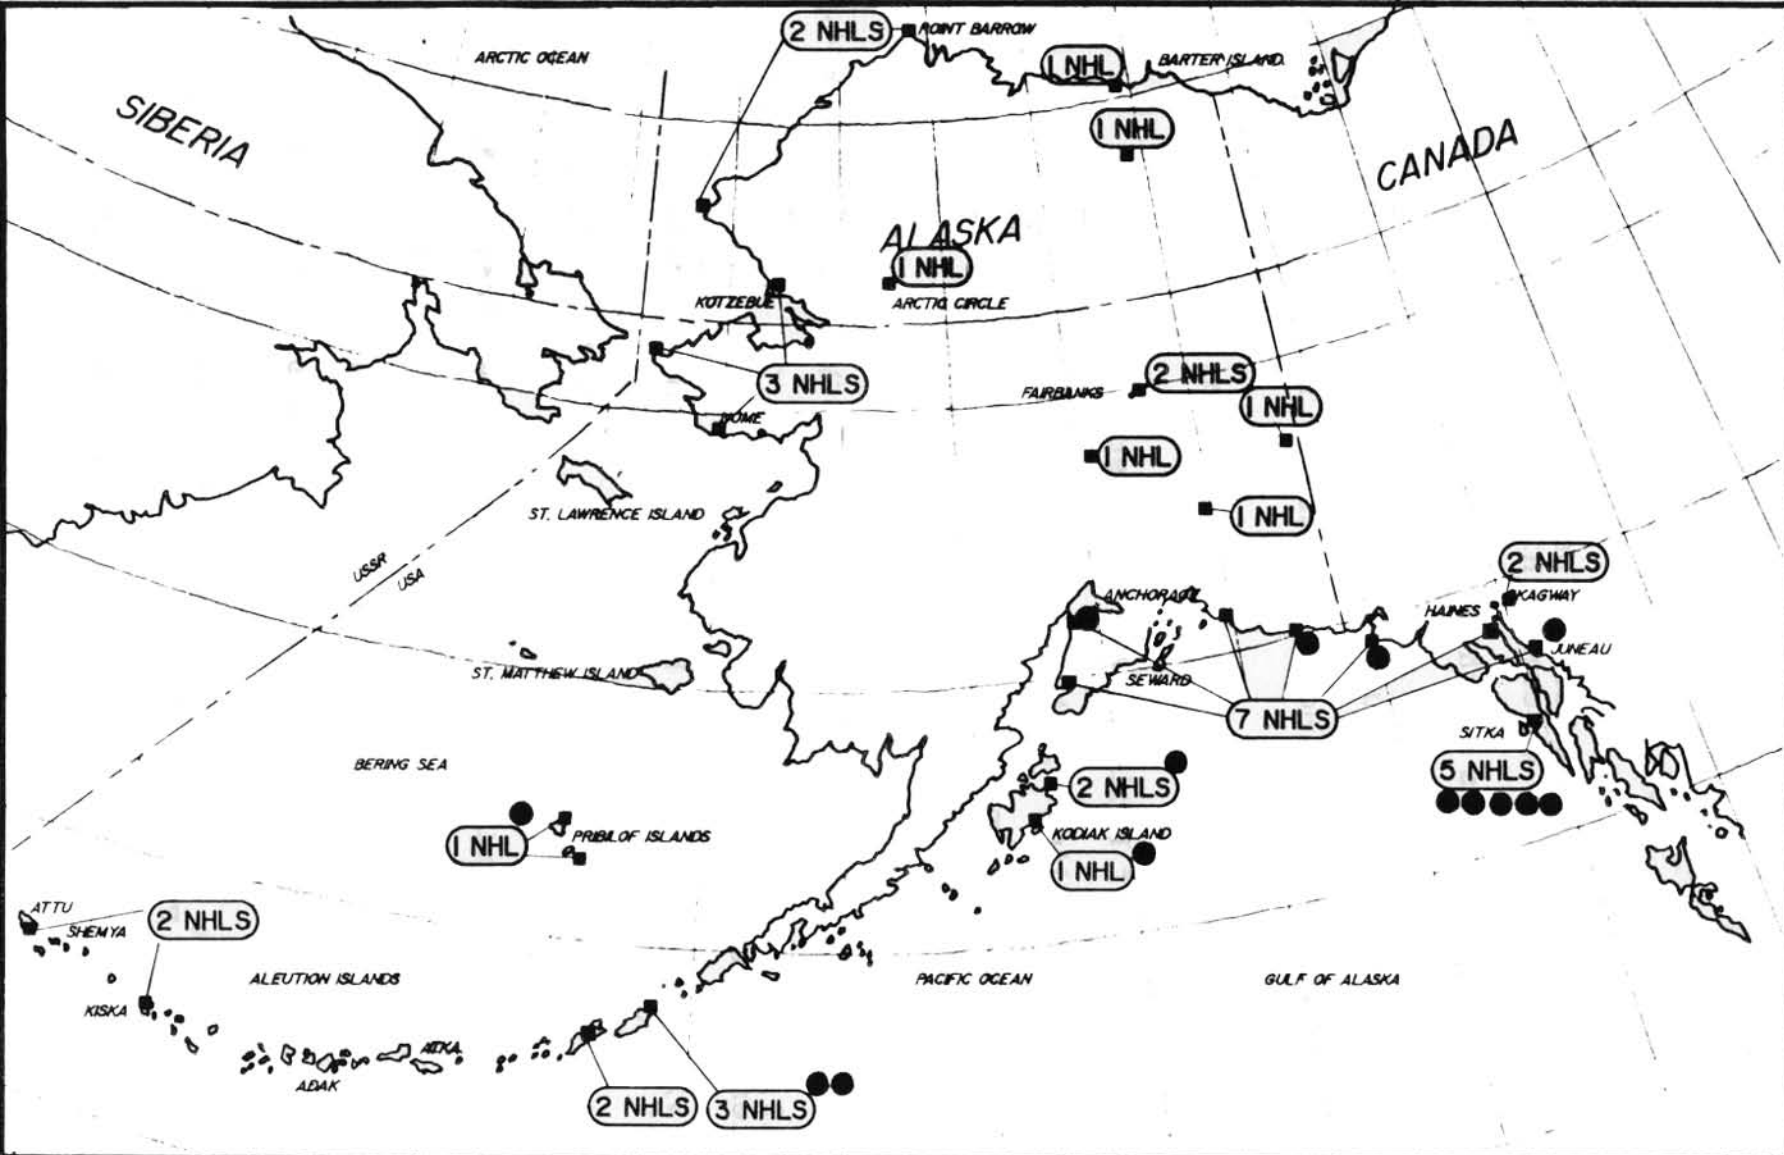 2 NHLS
POINT BARROW
ARCTIC OCEAN
1 NHL
BARTER ISLAND
SIBERIA
1 NHL
CANADA
ALASKA
1 NHL
KOTZEBUE
ARCTIC CIRCLE
3 NHLS
FAIRBANKS
2 NHLS
1 NHL
NOME
1 NHL
ST. LAWRENCE ISLAND
1 NHL
USSR
USA
2 NHLS
ANCHORAGE
HAINES
SKAGWAY
JUNEAU
ST. MATTHEW ISLAND
SEWARD
7 NHLS
SITKA
BERING SEA
5 NHLS
2 NHLS
PRIBILOF ISLANDS
KODIAK ISLAND
1 NHL
1 NHL
ATTU
2 NHLS
SHEMYA
ALEUTION ISLANDS
PACIFIC OCEAN
GULF OF ALASKA
KISKA
ATKA
ADAK
2 NHLS
3 NHLS